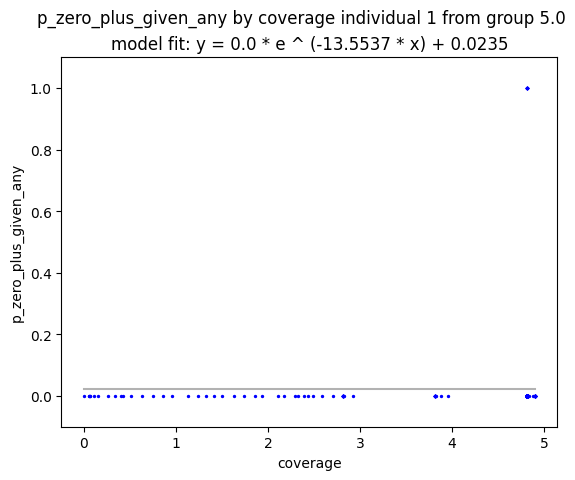 p_zero_plus_given_any by coverage individual 1 from group 5.0
model fit: y = 0.0 * e ^ (-13.5537 * x) + 0.0235
1.0
0.8
0.6
0.4
0.2
0.0
p_zero_plus_given_any
0 1 2 3 4 5
coverage